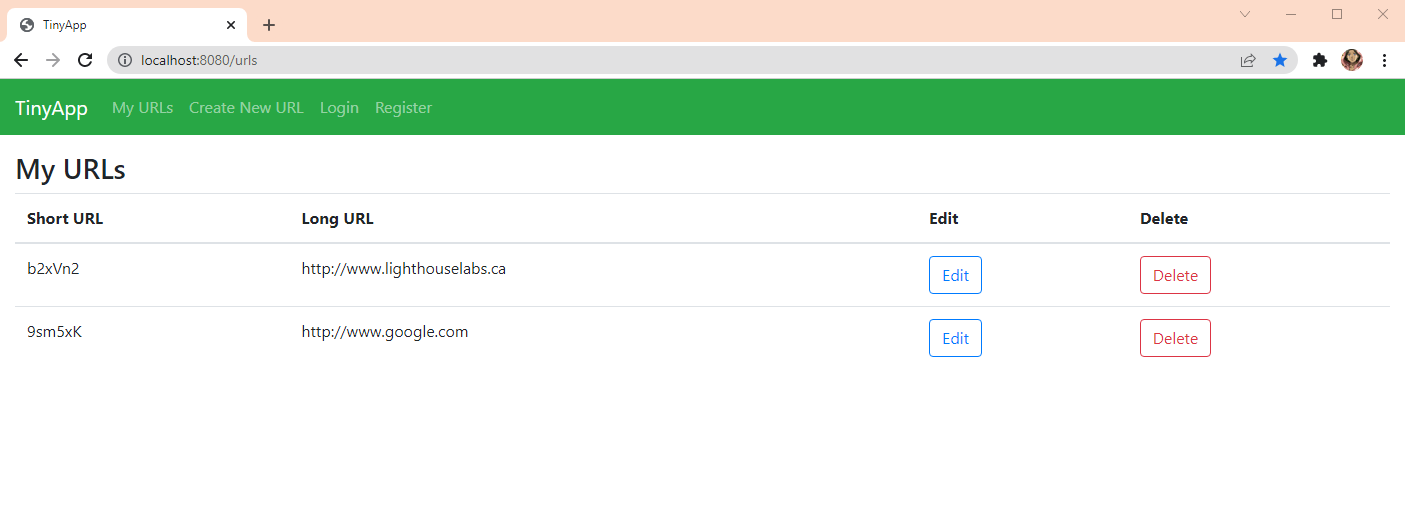 TinyApp
localhost:8080/urls
TinyApp My URLs Create New URL Login Register
My URLs
Short URL Long URL Edit Delete
b2xVn2 http://www.lighthouselabs.ca Edit Delete
9sm5xK http://www.google.com Edit Delete